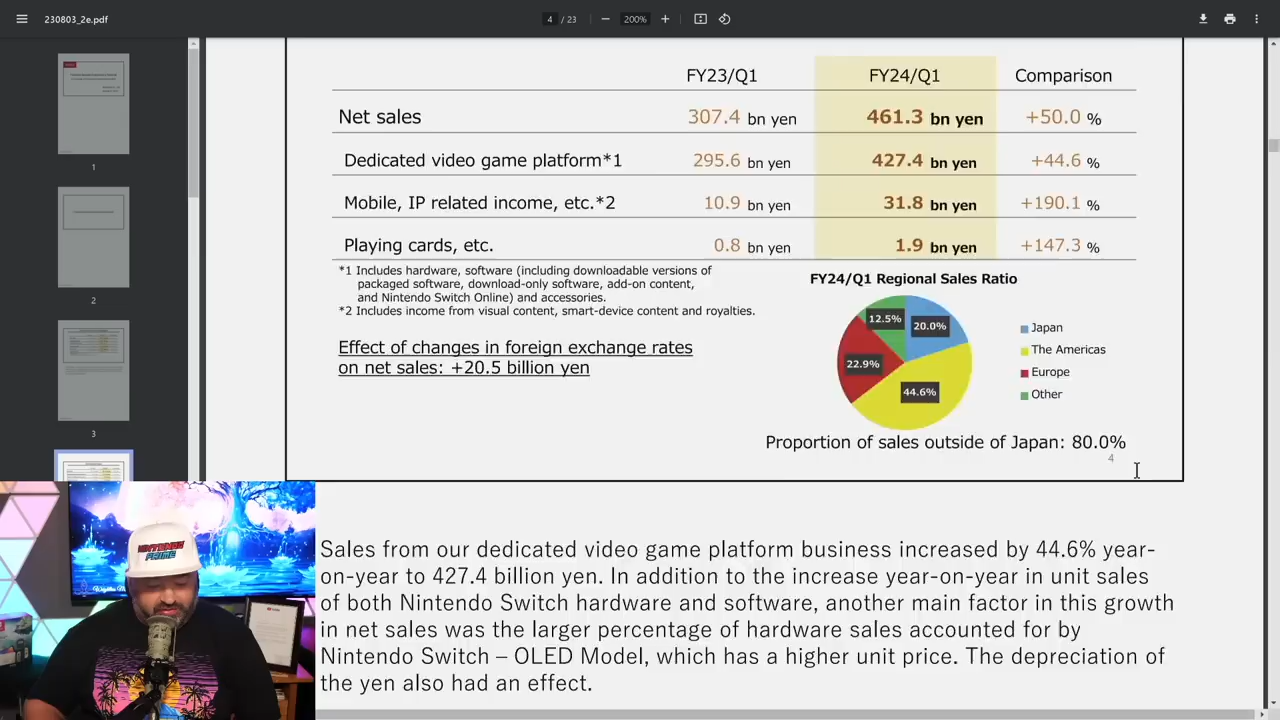 230803_2e.pdf
4 / 23
200%
FY23/Q1 FY24/Q1 Comparison
Net sales 307.4 bn yen 461.3 bn yen +50.0 %
Dedicated video game platform*1 295.6 bn yen 427.4 bn yen +44.6 %
Mobile, IP related income, etc.*2 10.9 bn yen 31.8 bn yen +190.1 %
Playing cards, etc. 0.8 bn yen 1.9 bn yen +147.3 %
*1 Includes hardware, software (including downloadable versions of
packaged software, download-only software, add-on content,
and Nintendo Switch Online) and accessories.
*2 Includes income from visual content, smart-device content and royalties.
Effect of changes in foreign exchange rates
on net sales: +20.5 billion yen
FY24/Q1 Regional Sales Ratio
12.5%
20.0%
22.9%
44.6%
Japan
The Americas
Europe
Other
Proportion of sales outside of Japan: 80.0%
4
1
2
3
NINTENDO
PRIME
Sales from our dedicated video game platform business increased by 44.6% year-
on-year to 427.4 billion yen. In addition to the increase year-on-year in unit sales
of both Nintendo Switch hardware and software, another main factor in this growth
in net sales was the larger percentage of hardware sales accounted for by
Nintendo Switch – OLED Model, which has a higher unit price. The depreciation of
the yen also had an effect.